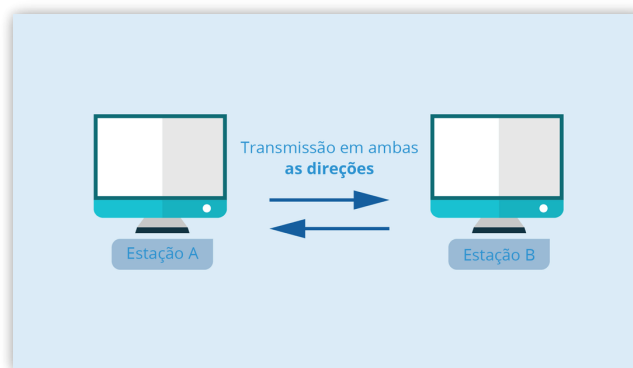 Transmissão em ambas
as direções
Estação A
Estação B